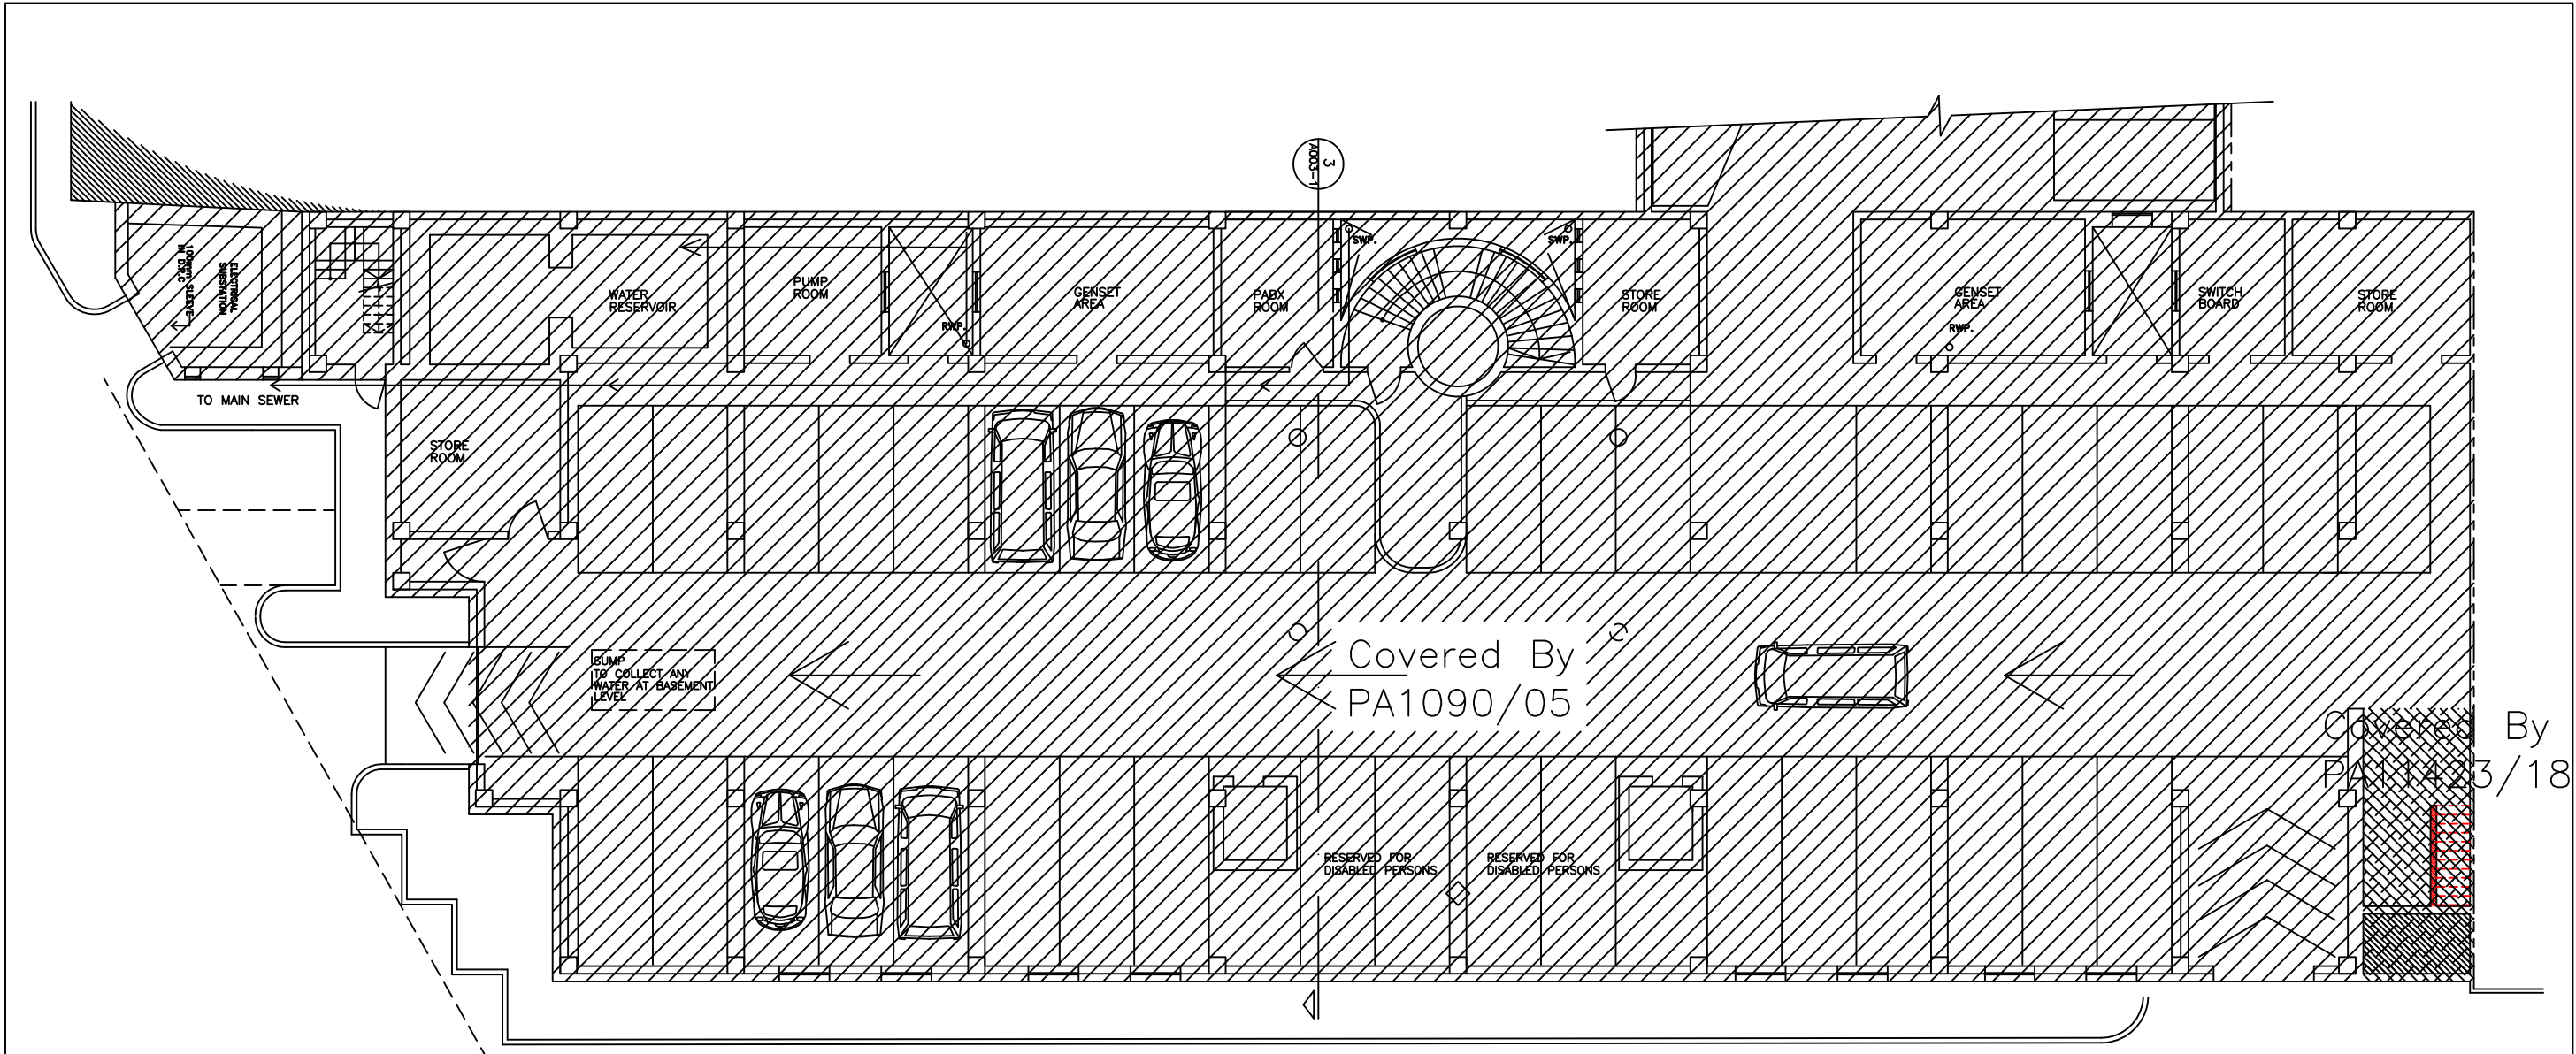 3
A003-1
100mm SLEEVE
ELECTRICAL
SUBSTATION
WATER
RESERVOIR
PUMP
ROOM
RWP.
GENSET
AREA
PABX
ROOM
SWP.
SWP.
STORE
ROOM
GENSET
AREA
RWP.
SWITCH
BOARD
STORE
ROOM
TO MAIN SEWER
STORE
ROOM
SUMP
TO COLLECT ANY
WATER AT BASEMENT
LEVEL
Covered By
PA1090/05
Covered By
PA11423/18
RESERVED FOR
DISABLED PERSONS
RESERVED FOR
DISABLED PERSONS